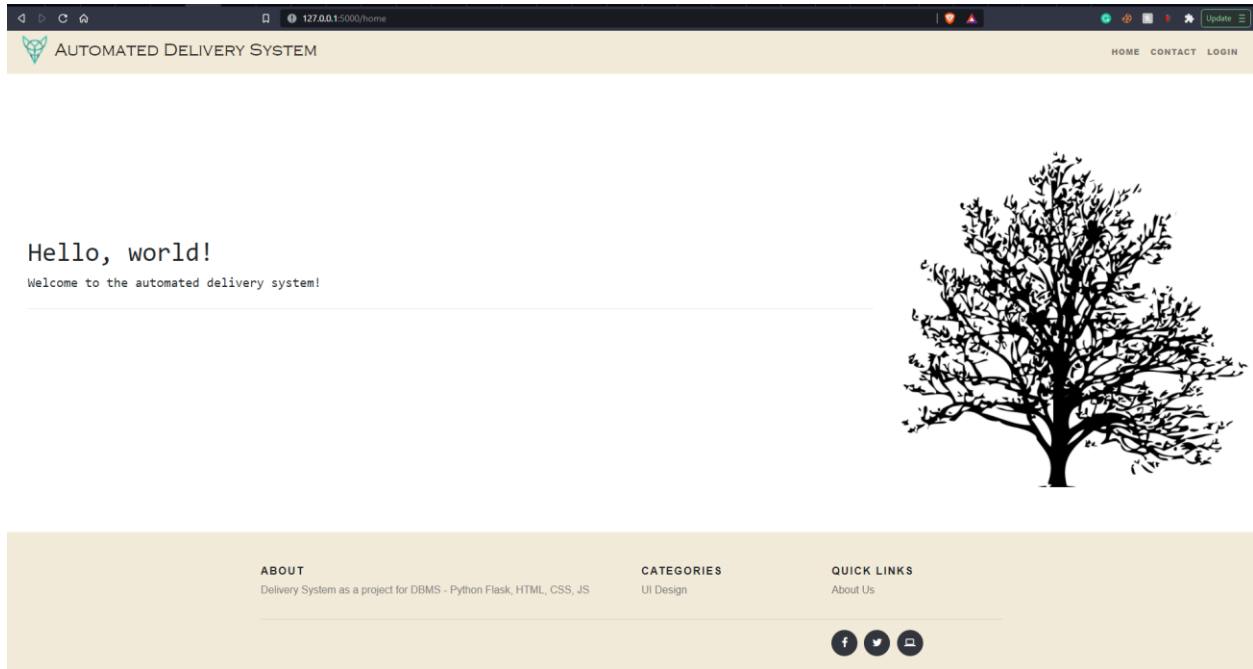 127.0.0.1:5000/home
Update
AUTOMATED DELIVERY SYSTEM
HOME CONTACT LOGIN
Hello, world!
Welcome to the automated delivery system!
ABOUT
Delivery System as a project for DBMS - Python Flask, HTML, CSS, JS
CATEGORIES
UI Design
QUICK LINKS
About Us